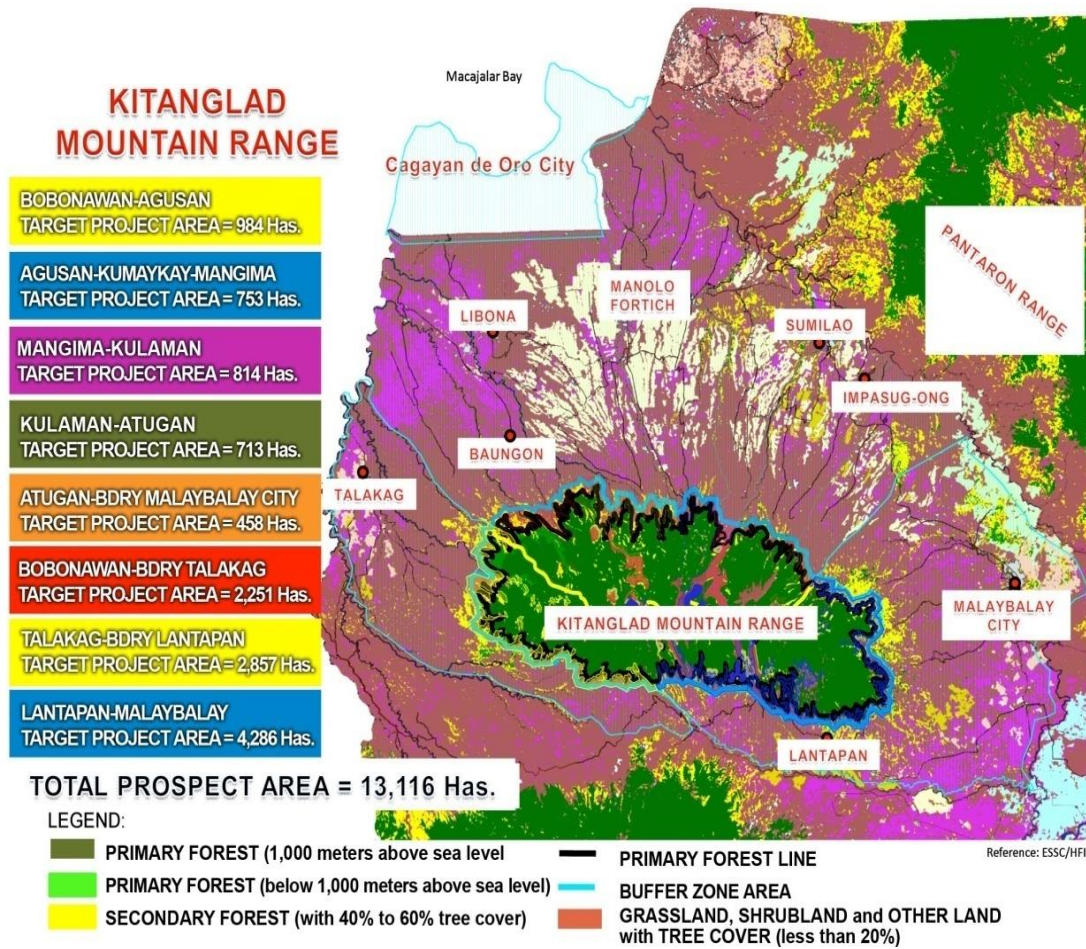 KITANGLAD
MOUNTAIN RANGE
BOBONAWAN-AGUSAN
TARGET PROJECT AREA = 984 Has.
AGUSAN-KUMAYKAY-MANGIMA
TARGET PROJECT AREA = 753 Has.
MANGIMA-KULAMAN
TARGET PROJECT AREA = 814 Has.
KULAMAN-ATUGAN
TARGET PROJECT AREA = 713 Has.
ATUGAN-BDRY MALAYBALAY CITY
TARGET PROJECT AREA = 458 Has.
BOBONAWAN-BDRY TALAKAG
TARGET PROJECT AREA = 2,251 Has.
TALAKAG-BDRY LANTAPAN
TARGET PROJECT AREA = 2,857 Has.
LANTAPAN-MALAYBALAY
TARGET PROJECT AREA = 4,286 Has.
TOTAL PROSPECT AREA = 13,116 Has.
Macajalar Bay
Cagayan de Oro City
PANTARON RANGE
MANOLO
FORTICH
LIBONA
SUMILAO
IMPASUG-ONG
BAUNGON
TALAKAG
MALAYBALAY
CITY
KITANGLAD MOUNTAIN RANGE
LANTAPAN
Reference: ESSC/HFI
LEGEND:
PRIMARY FOREST (1,000 meters above sea level
PRIMARY FOREST (below 1,000 meters above sea level)
SECONDARY FOREST (with 40% to 60% tree cover)
PRIMARY FOREST LINE
BUFFER ZONE AREA
GRASSLAND, SHRUBLAND and OTHER LAND
with TREE COVER (less than 20%)